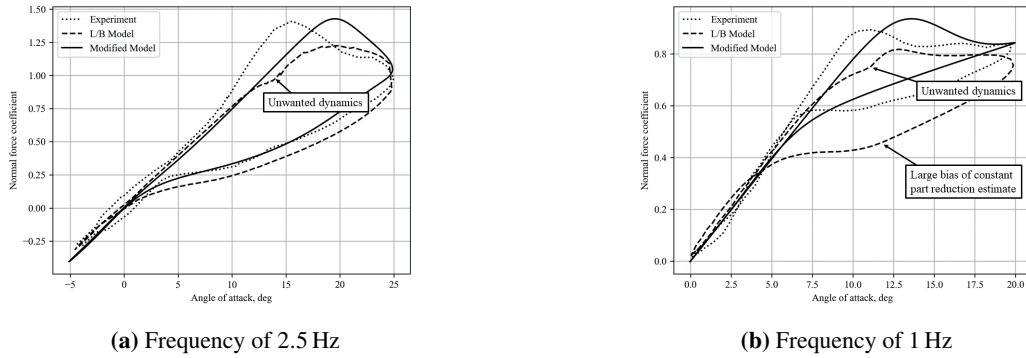 1.50
1.25
1.00
0.75
0.50
0.25
0.00
−0.25
Normal force coefficient
Experiment
L/B Model
Modified Model
Unwanted dynamics
−5
0
5
10
15
20
25
Angle of attack, deg
(a) Frequency of 2.5 Hz
1.0
0.8
0.6
0.4
0.2
0.0
Normal force coefficient
Experiment
L/B Model
Modified Model
Unwanted dynamics
Large bias of constant
part reduction estimate
0.0
2.5
5.0
7.5
10.0
12.5
15.0
17.5
20.0
Angle of attack, deg
(b) Frequency of 1 Hz